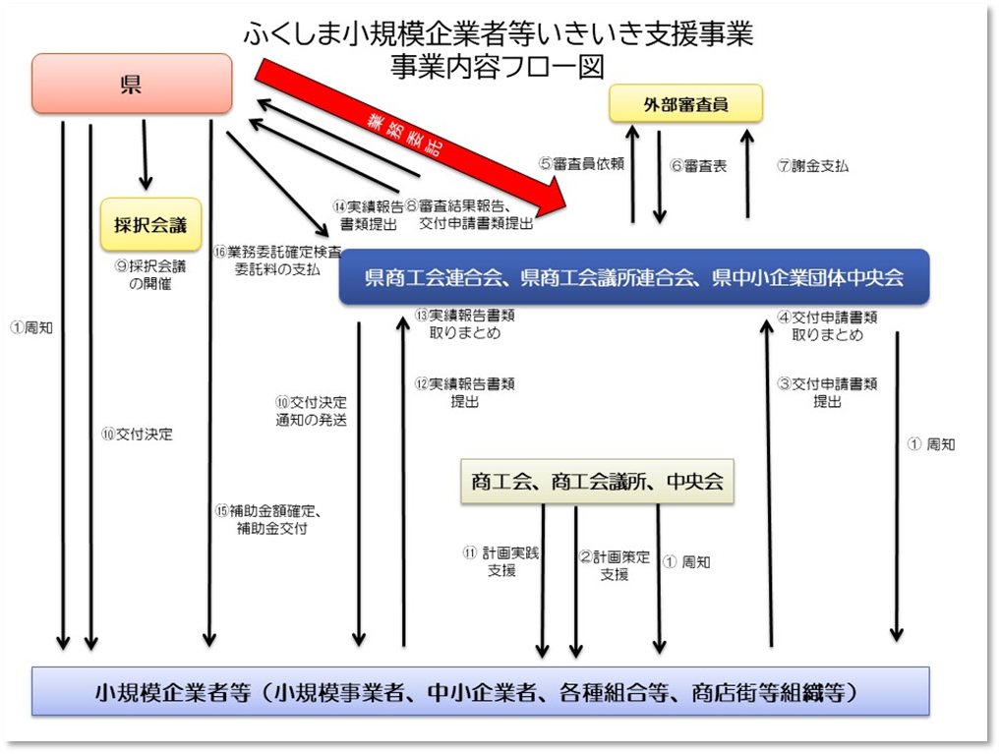 ふくしま小規模企業者等いきいき支援事業
事業内容フロー図
県
業務委託
外部審査員
⑤審査員依頼
⑥審査表
⑦謝金支払
⑭実績報告
書類提出
⑧審査結果報告、
交付申請書類提出
採択会議
⑨採択会議
の開催
⑯業務委託確定検査
委託料の支払
県商工会連合会、県商工会議所連合会、県中小企業団体中央会
①周知
⑩交付決定
⑬実績報告書類
取りまとめ
④交付申請書類
取りまとめ
⑩交付決定
通知の発送
⑫実績報告書類
提出
③交付申請書類
提出
① 周知
商工会、商工会議所、中央会
⑮補助金額確定、
補助金交付
⑪ 計画実践
支援
②計画策定
支援
① 周知
小規模企業者等（小規模事業者、中小企業者、各種組合等、商店街等組織等）